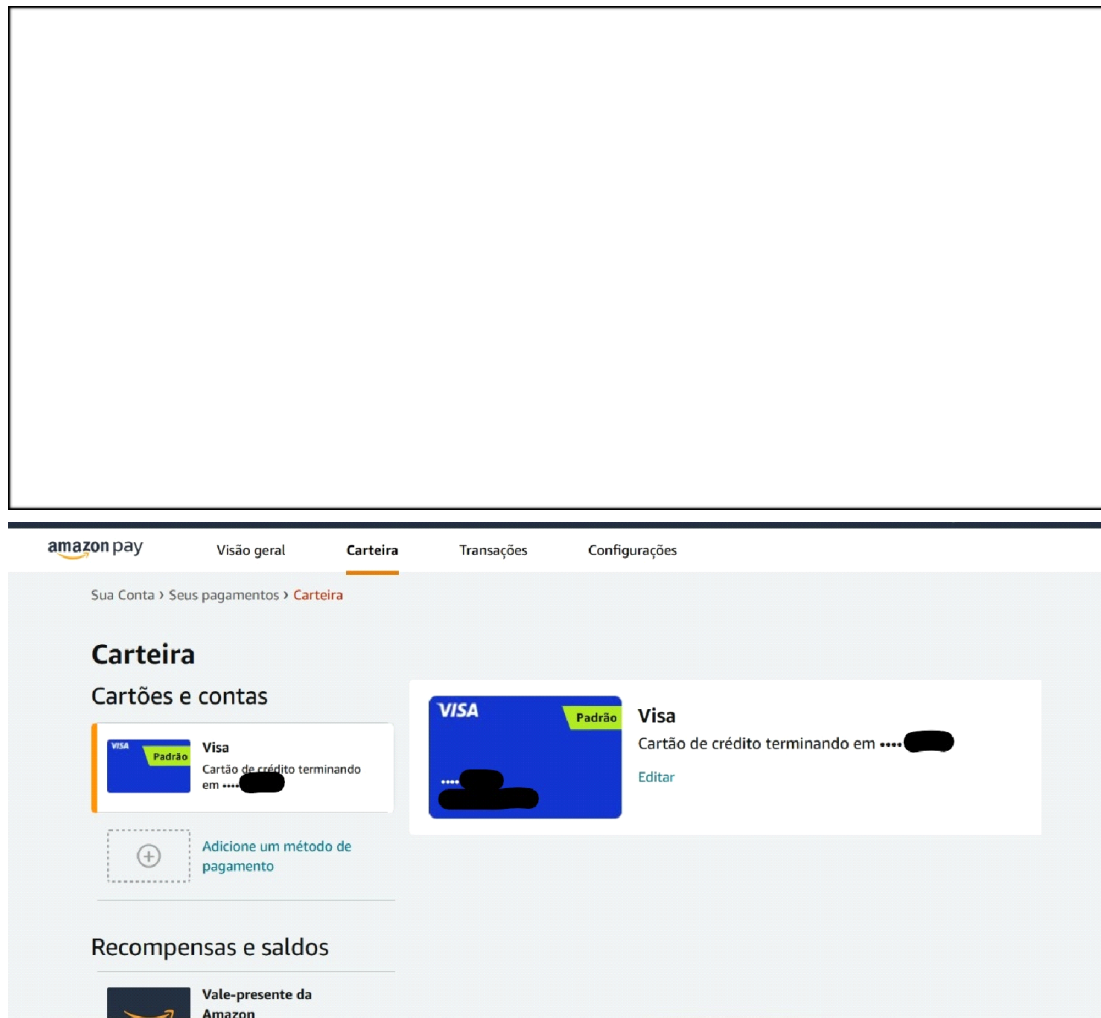 amazon pay Visão geral Carteira Transações Configurações
Sua Conta › Seus pagamentos › Carteira
Carteira
Cartões e contas
VISA Padrão
Visa
Cartão de crédito terminando
em ••••
Adicione um método de
pagamento
VISA Padrão
••••
Visa
Cartão de crédito terminando em ••••
Editar
Recompensas e saldos
Vale-presente da
Amazon